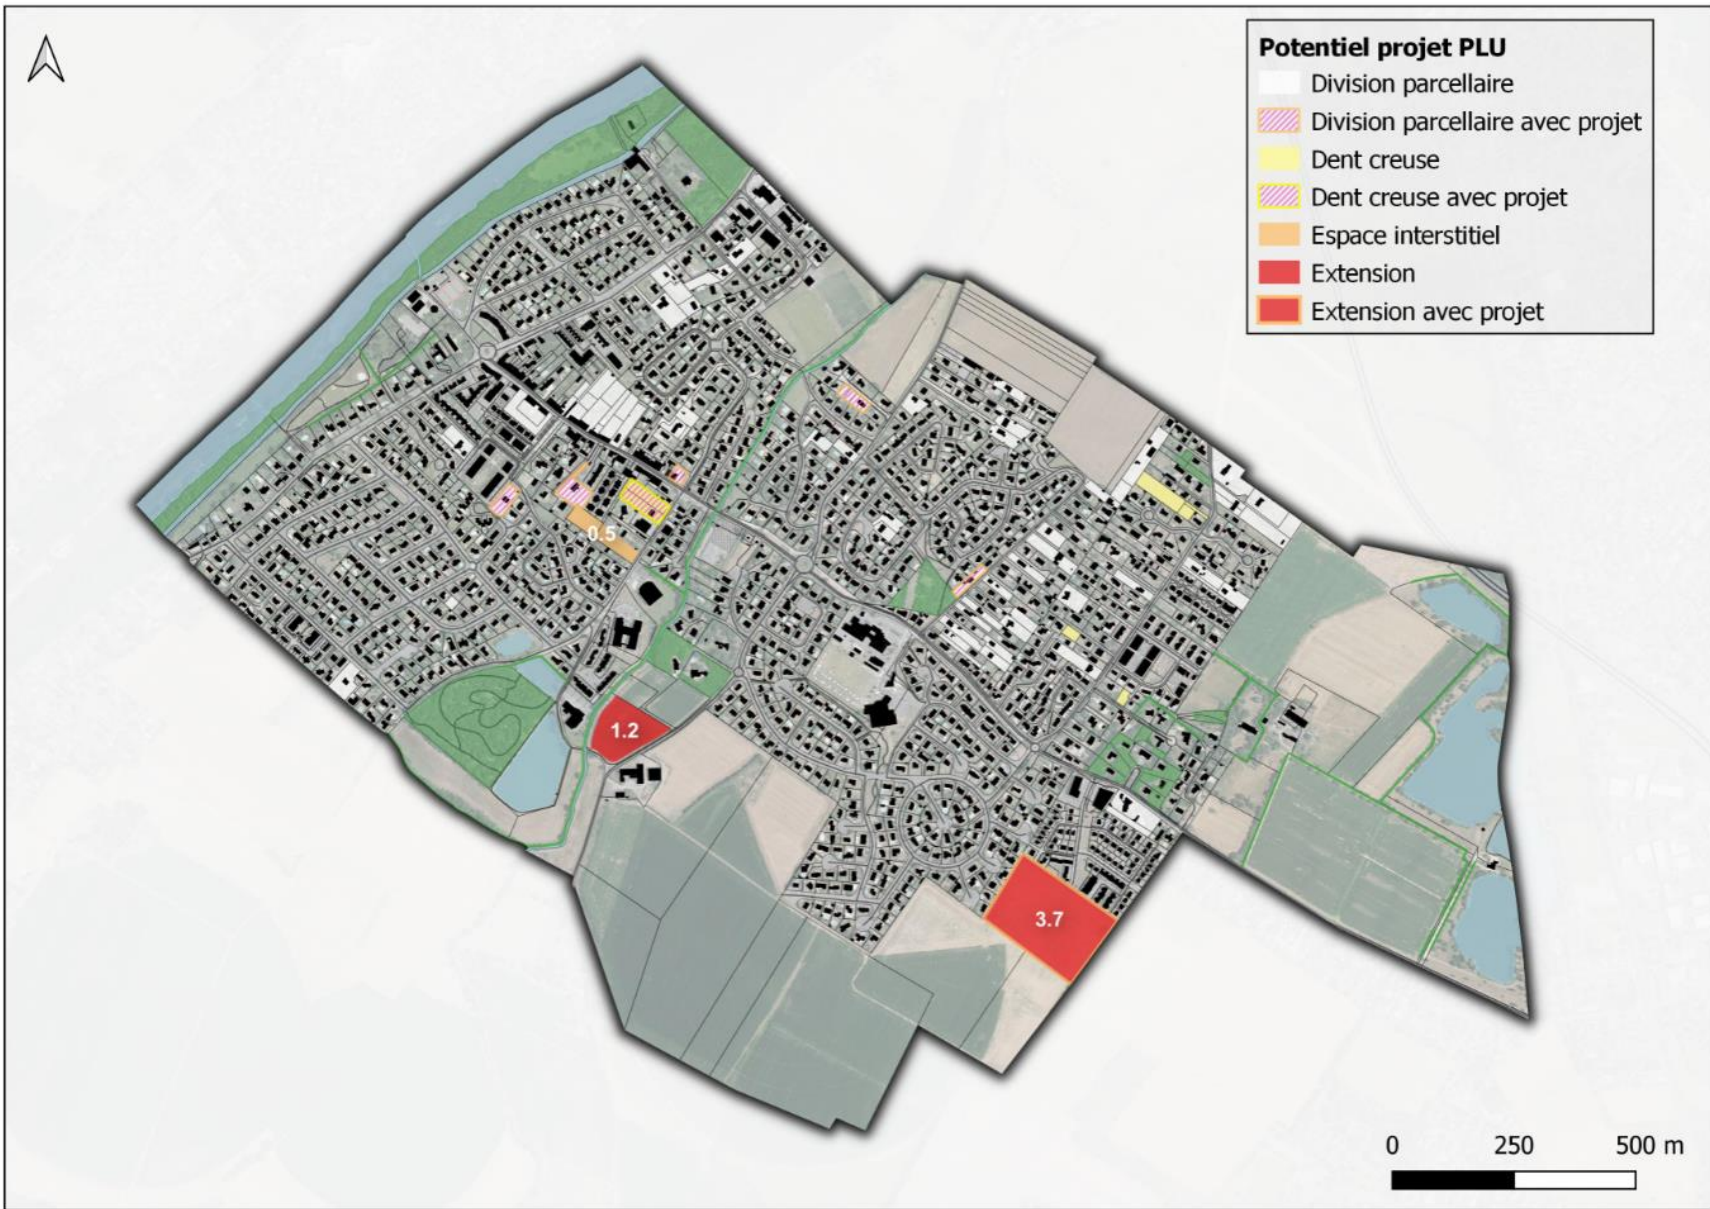 Potentiel projet PLU
Division parcellaire
Division parcellaire avec projet
Dent creuse
Dent creuse avec projet
Espace interstitiel
Extension
Extension avec projet
0.5
1.2
3.7
0 250 500 m